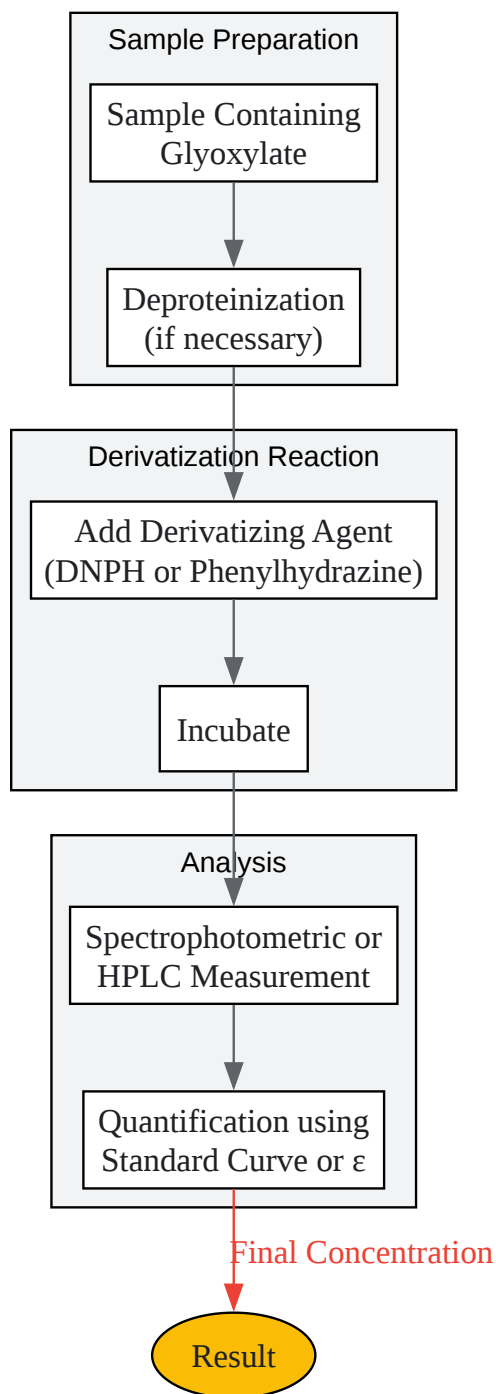 Sample Preparation
Sample Containing
Glyoxylate
Deproteinization
(if necessary)
Derivatization Reaction
Add Derivatizing Agent
(DNPH or Phenylhydrazine)
Incubate
Analysis
Spectrophotometric or
HPLC Measurement
Quantification using
Standard Curve or ε
Final Concentration
Result